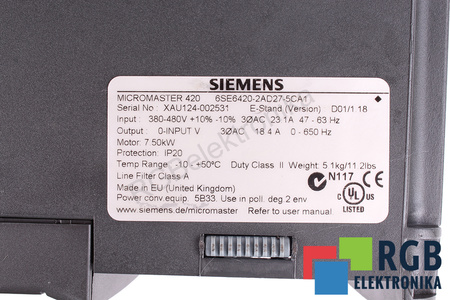 SIEMENS
MICROMASTER 420 6SE6420-2AD27-5CA1
Serial No : XAU124-002531 E-Stand (Version) D01/1.18
Input : 380-480V +10% -10% 3ØAC 23.1A 47 - 63 Hz
Output : 0-INPUT V 3ØAC 18.4 A 0 - 650 Hz
Motor : 7.50kW
Protection: IP20
Temp Range : -10 - +50°C Duty Class II Weight: 5.1kg/11.2lbs
Line Filter Class A
Made in EU (United Kingdom)
Power conv.equip. 5B33. Use in poll. deg.2 env
www.siemens.de/micromaster Refer to user manual.
N117
C UL US
LISTED
RGB
ELEKTRONIKA